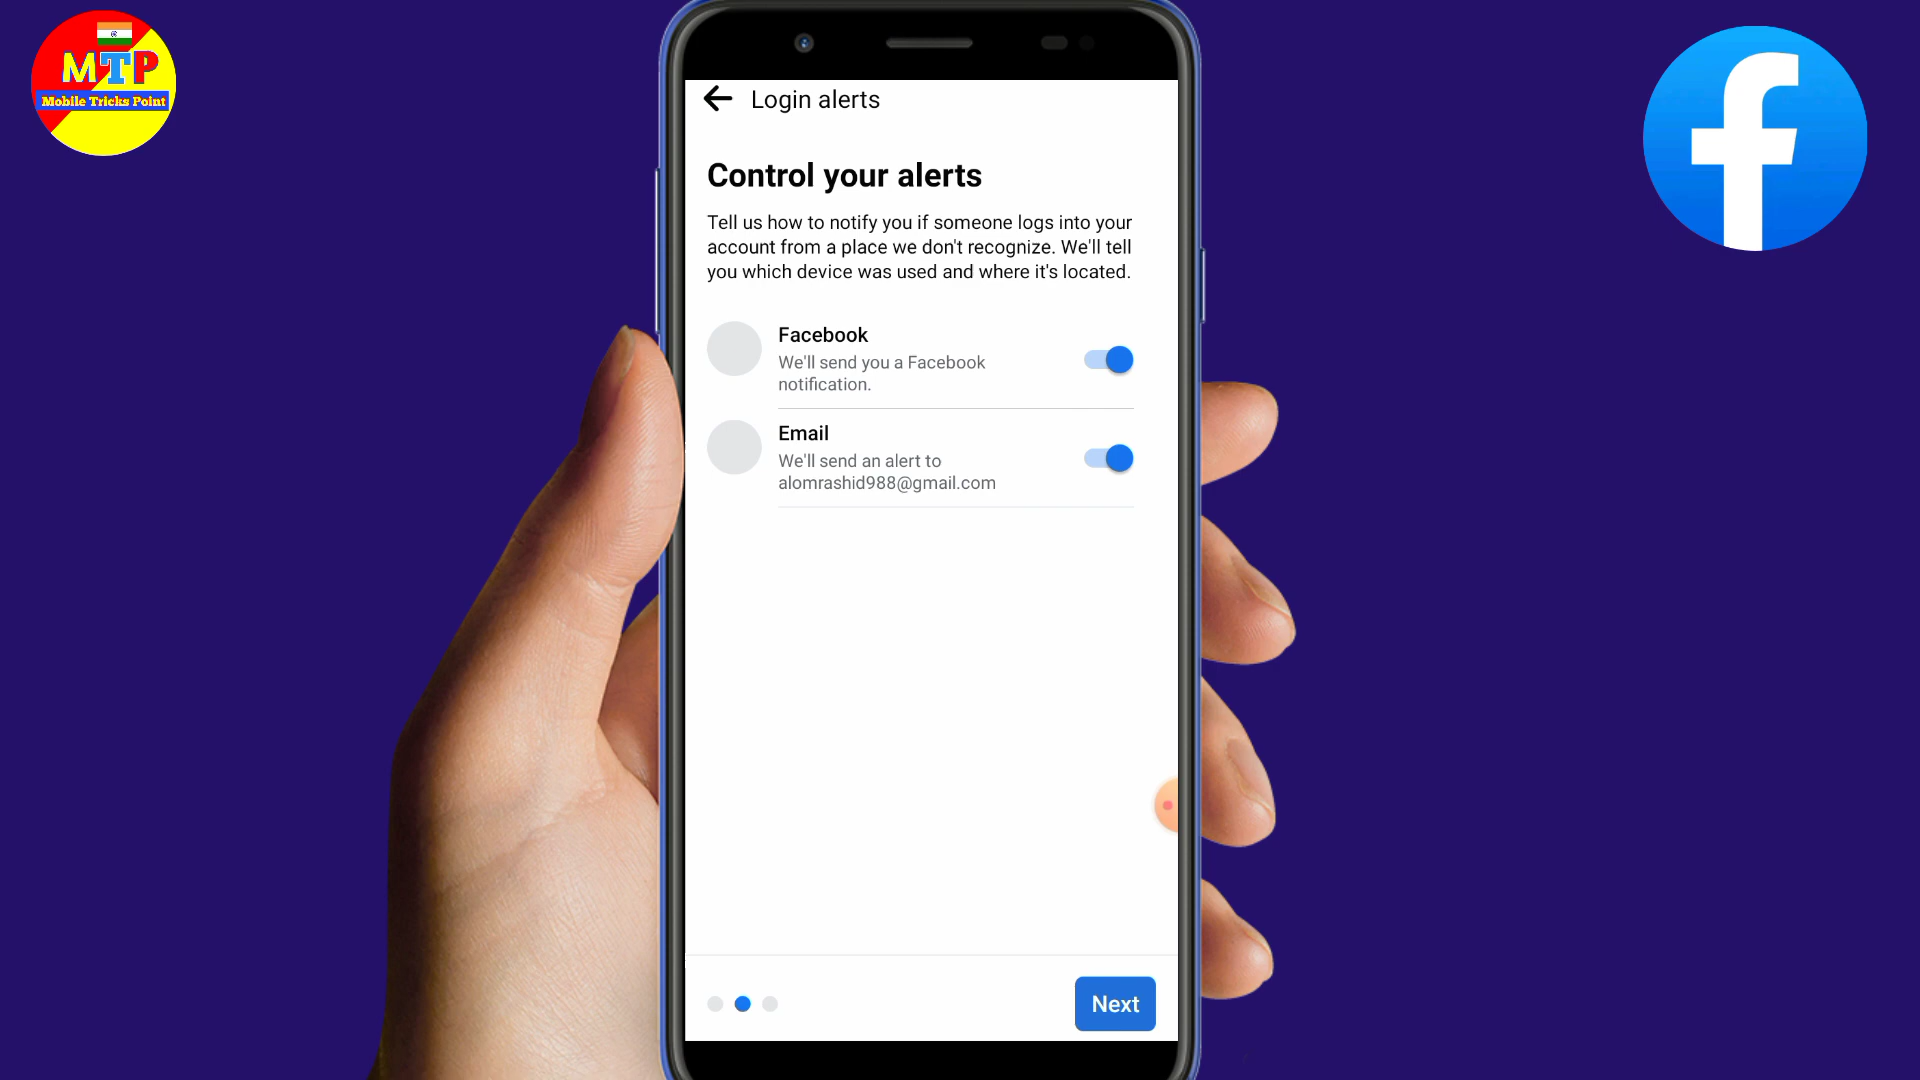 MTP
Mobile Tricks Point
Login alerts
Control your alerts
Tell us how to notify you if someone logs into your
account from a place we don't recognize. We'll tell
you which device was used and where it's located.
Facebook
We'll send you a Facebook
notification.
Email
We'll send an alert to
alomrashid988@gmail.com
Next